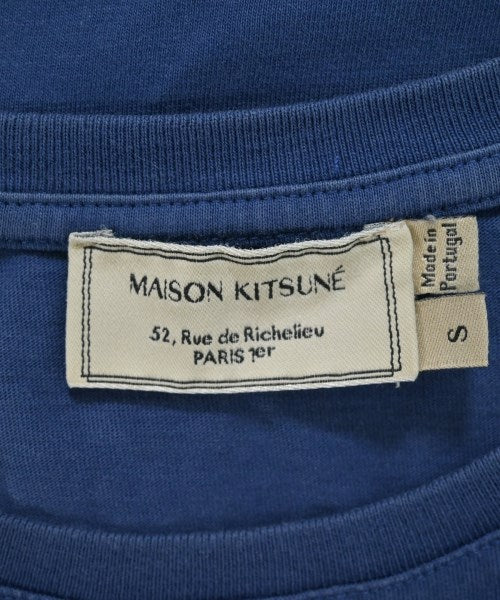 MAISON KITSUNÉ
52, Rue de Richelieu
PARIS 1er
Made in
Portugal
S